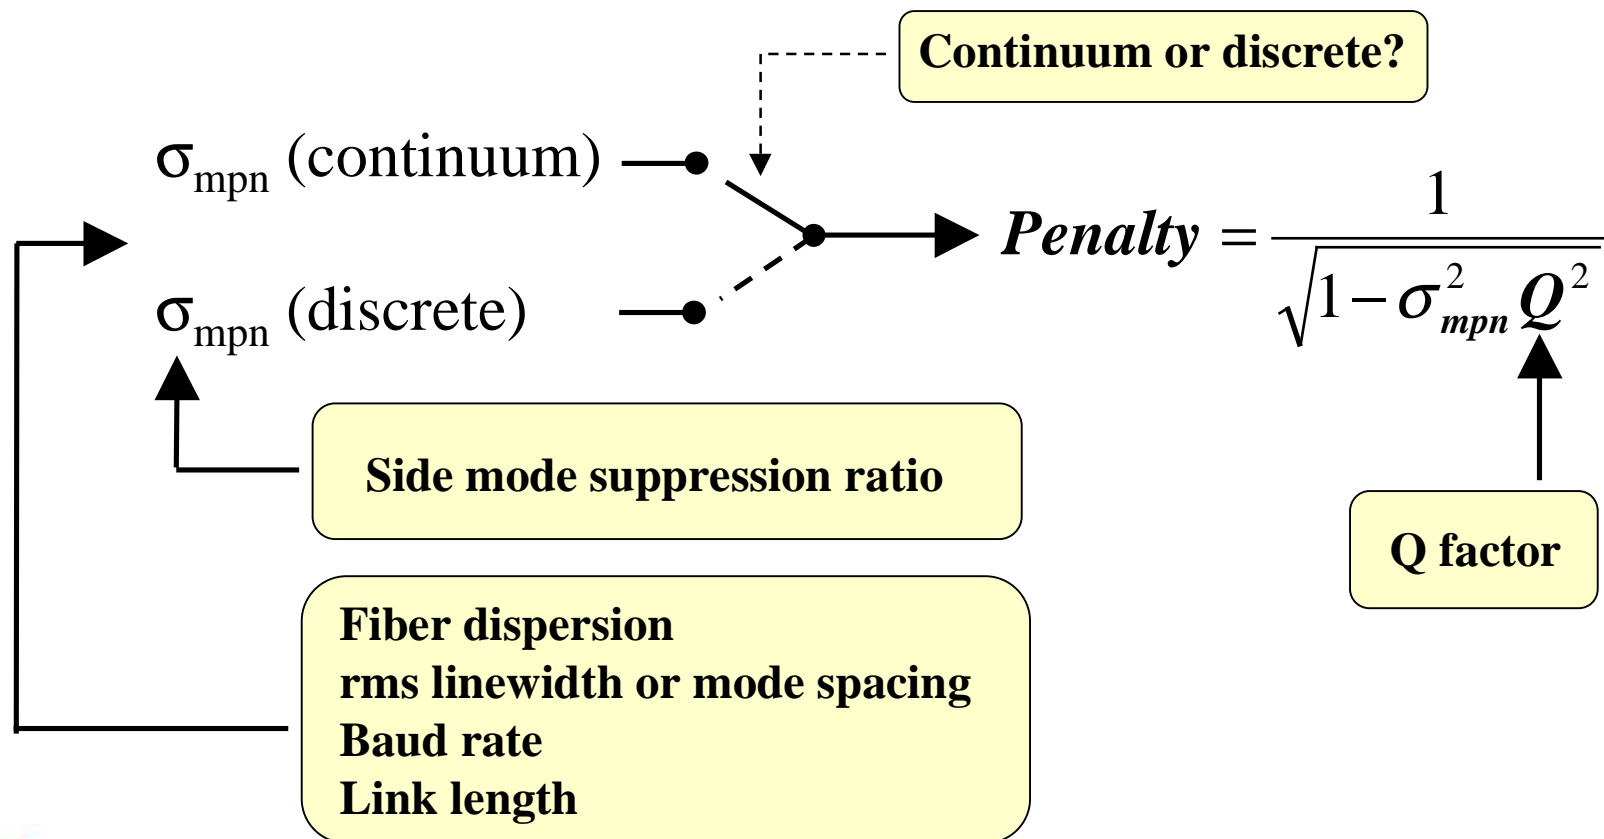 Continuum or discrete?
σmpn (continuum)
σmpn (discrete)
Penalty = 1 / √(1 − σ²mpn Q²)
Side mode suppression ratio
Q factor
Fiber dispersion
rms linewidth or mode spacing
Baud rate
Link length